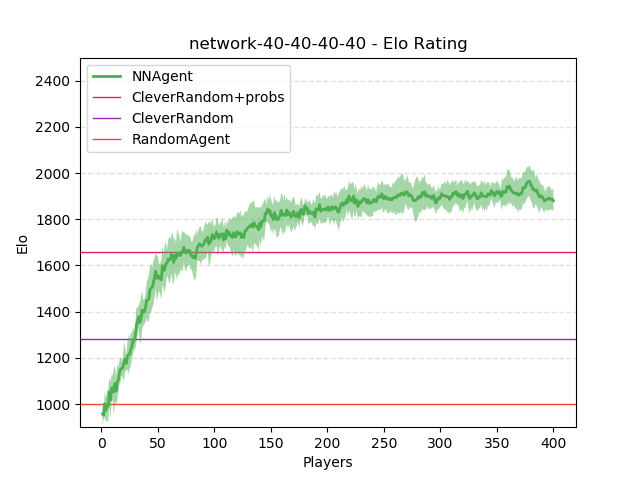 network-40-40-40-40 - Elo Rating
NNAgent
CleverRandom+probs
CleverRandom
RandomAgent
2400
2200
2000
1800
1600
1400
1200
1000
Elo
0 50 100 150 200 250 300 350 400
Players